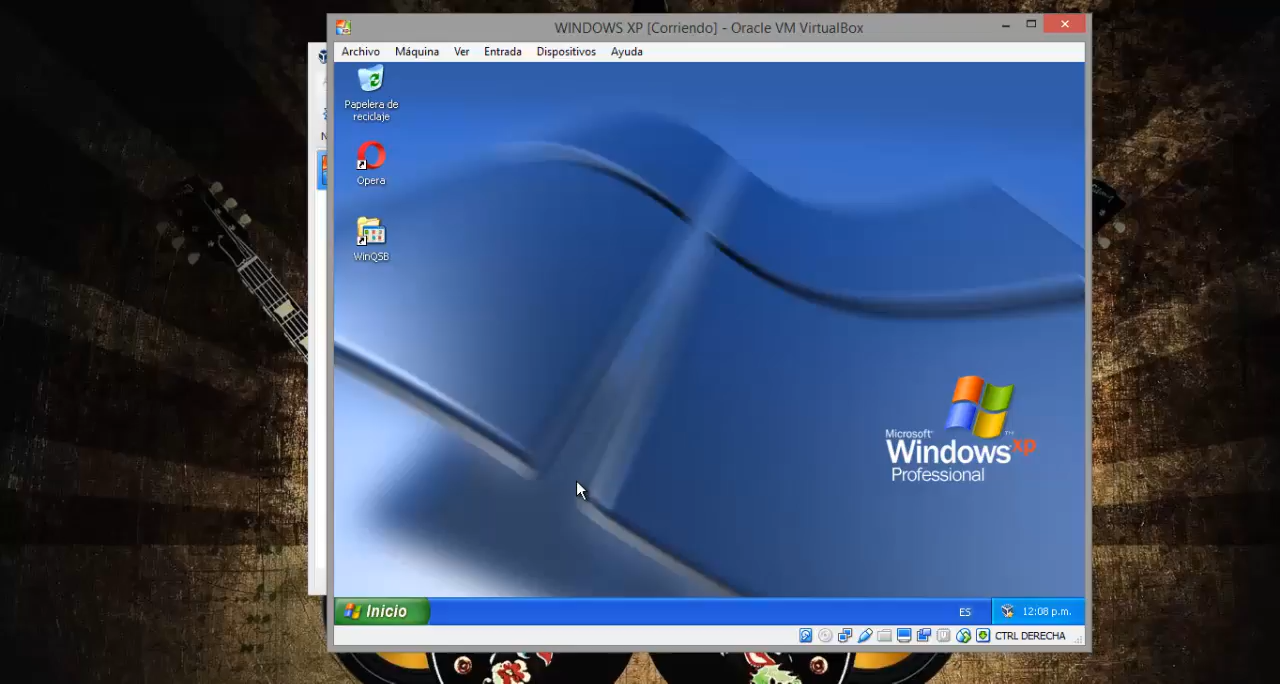 WINDOWS XP [Corriendo] - Oracle VM VirtualBox
Archivo Máquina Ver Entrada Dispositivos Ayuda
Papelera de
reciclaje
Opera
WinQSB
Microsoft
Windows xp
Professional
Inicio
ES
12:08 p.m.
CTRL DERECHA